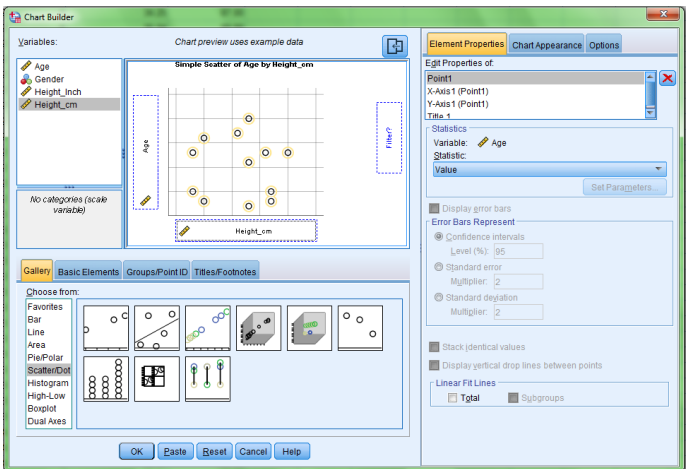 Chart Builder
Variables:
Chart preview uses example data
Age
Gender
Height_Inch
Height_cm
No categories (scale
variable)
Simple Scatter of Age by Height_cm
Age
Filter?
Height_cm
Gallery
Basic Elements
Groups/Point ID
Titles/Footnotes
Choose from:
Favorites
Bar
Line
Area
Pie/Polar
Scatter/Dot
Histogram
High-Low
Boxplot
Dual Axes
OK
Paste
Reset
Cancel
Help
Element Properties
Chart Appearance
Options
Edit Properties of:
Point1
X-Axis1 (Point1)
Y-Axis1 (Point1)
Title 1
Statistics
Variable: Age
Statistic:
Value
Set Parameters...
Display error bars
Error Bars Represent
Confidence intervals
Level (%): 95
Standard error
Multiplier: 2
Standard deviation
Multiplier: 2
Stack identical values
Display vertical drop lines between points
Linear Fit Lines
Total
Subgroups